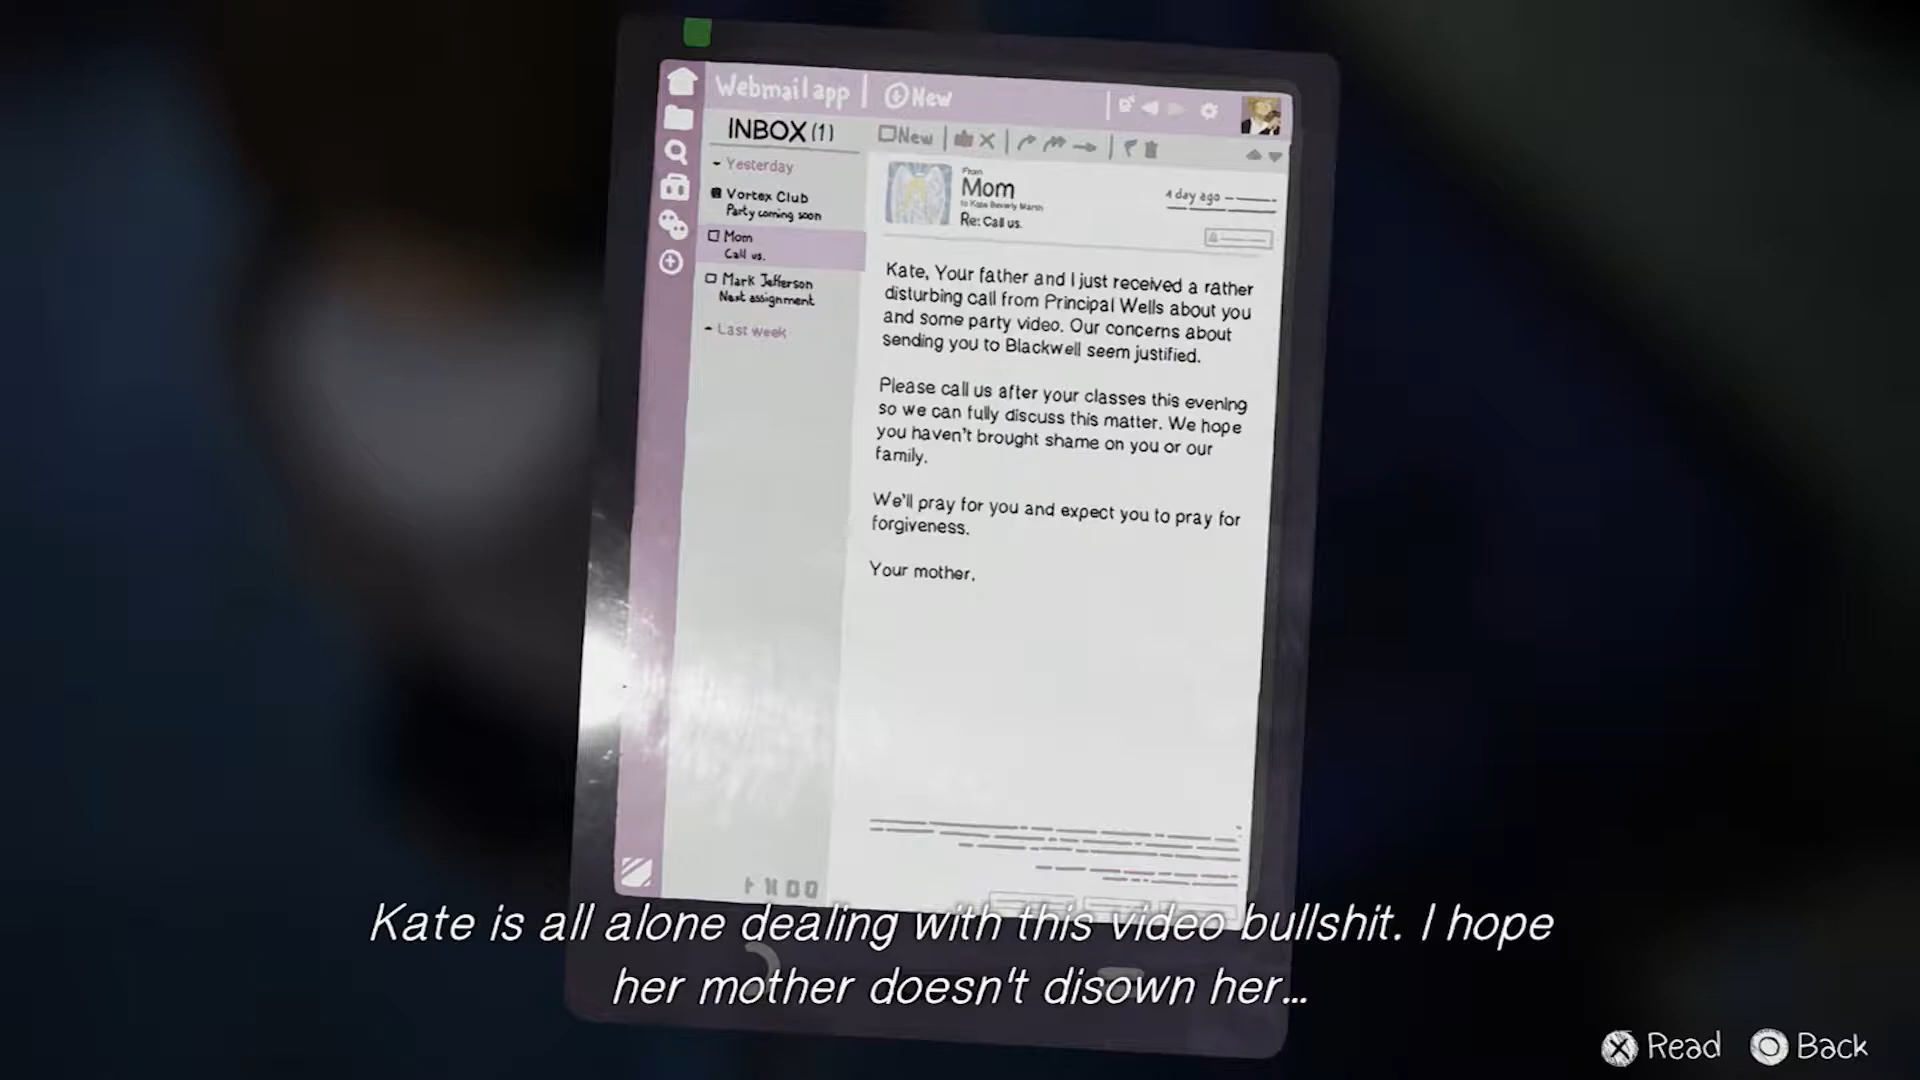 Webmail app
New
INBOX (1)
New
Yesterday
Vortex Club
Party coming soon
Mom
Call us.
Mark Jefferson
Next assignment
Last week
From
Mom
to Kate Beverly Marsh
Re: Call us.
1 day ago
Kate, Your father and I just received a rather
disturbing call from Principal Wells about you
and some party video. Our concerns about
sending you to Blackwell seem justified.
Please call us after your classes this evening
so we can fully discuss this matter. We hope
you haven't brought shame on you or our
family.
We'll pray for you and expect you to pray for
forgiveness.
Your mother.
Kate is all alone dealing with this video bullshit. I hope
her mother doesn't disown her...
Read
Back